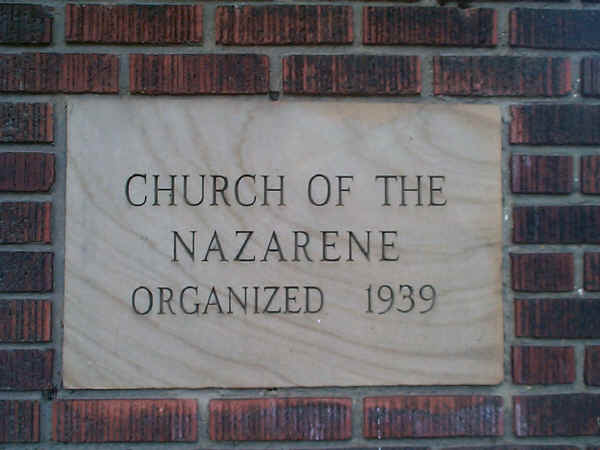 CHURCH OF THE
NAZARENE
ORGANIZED 1939